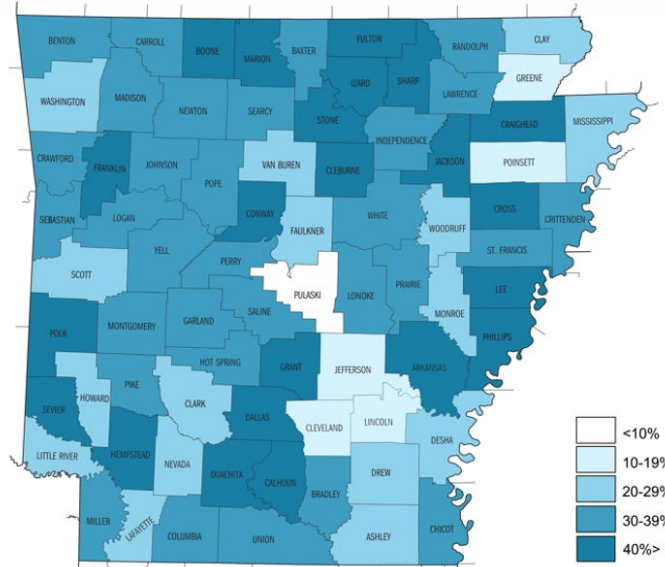 BENTON
CARROLL
BOONE
MARION
BAXTER
FULTON
RANDOLPH
CLAY
GREENE
WASHINGTON
MADISON
NEWTON
SEARCY
IZARD
SHARP
LAWRENCE
STONE
INDEPENDENCE
CRAIGHEAD
MISSISSIPPI
CRAWFORD
FRANKLIN
JOHNSON
POPE
VAN BUREN
CLEBURNE
JACKSON
POINSETT
SEBASTIAN
LOGAN
CONWAY
FAULKNER
WHITE
WOODRUFF
CROSS
CRITTENDEN
SCOTT
YELL
PERRY
ST. FRANCIS
PULASKI
LONOKE
PRAIRIE
MONROE
LEE
POLK
MONTGOMERY
GARLAND
SALINE
PHILLIPS
HOT SPRING
GRANT
JEFFERSON
ARKANSAS
SEVIER
HOWARD
PIKE
CLARK
DALLAS
CLEVELAND
LINCOLN
DESHA
LITTLE RIVER
HEMPSTEAD
NEVADA
OUACHITA
CALHOUN
BRADLEY
DREW
MILLER
LAFAYETTE
COLUMBIA
UNION
ASHLEY
CHICOT
<10%
10-19%
20-29%
30-39%
40%>